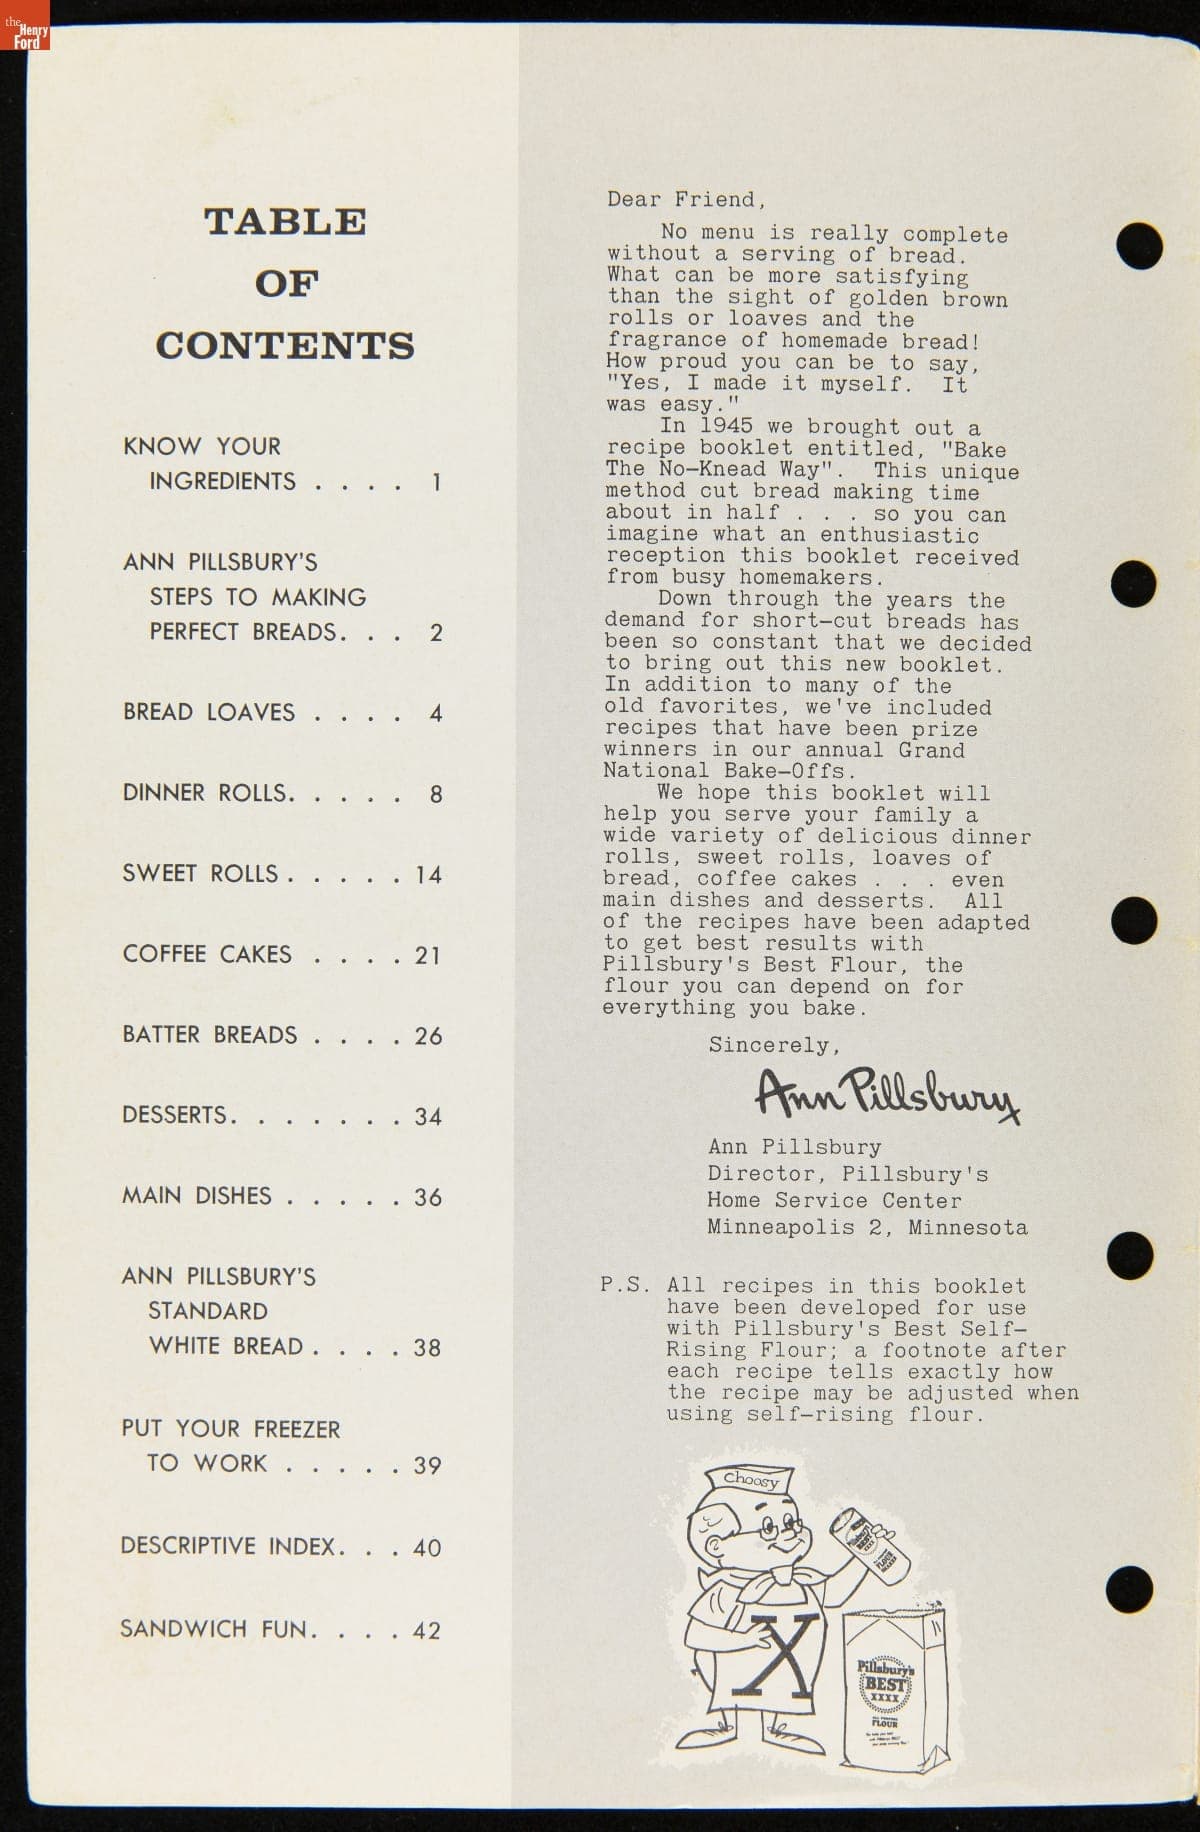 the
Henry
Ford
TABLE
OF
CONTENTS
KNOW YOUR
INGREDIENTS . . . . 1
ANN PILLSBURY'S
STEPS TO MAKING
PERFECT BREADS. . . 2
BREAD LOAVES . . . . 4
DINNER ROLLS. . . . . 8
SWEET ROLLS . . . . . 14
COFFEE CAKES . . . . 21
BATTER BREADS . . . . 26
DESSERTS. . . . . . . 34
MAIN DISHES . . . . . 36
ANN PILLSBURY'S
STANDARD
WHITE BREAD . . . . 38
PUT YOUR FREEZER
TO WORK . . . . . 39
DESCRIPTIVE INDEX. . . 40
SANDWICH FUN. . . . 42
Dear Friend,
No menu is really complete
without a serving of bread.
What can be more satisfying
than the sight of golden brown
rolls or loaves and the
fragrance of homemade bread!
How proud you can be to say,
"Yes, I made it myself. It
was easy."
In 1945 we brought out a
recipe booklet entitled, "Bake
The No-Knead Way". This unique
method cut bread making time
about in half . . . so you can
imagine what an enthusiastic
reception this booklet received
from busy homemakers.
Down through the years the
demand for short-cut breads has
been so constant that we decided
to bring out this new booklet.
In addition to many of the
old favorites, we've included
recipes that have been prize
winners in our annual Grand
National Bake-Offs.
We hope this booklet will
help you serve your family a
wide variety of delicious dinner
rolls, sweet rolls, loaves of
bread, coffee cakes . . . even
main dishes and desserts. All
of the recipes have been adapted
to get best results with
Pillsbury's Best Flour, the
flour you can depend on for
everything you bake.
Sincerely,
Ann Pillsbury
Ann Pillsbury
Director, Pillsbury's
Home Service Center
Minneapolis 2, Minnesota
P.S. All recipes in this booklet
have been developed for use
with Pillsbury's Best Self-
Rising Flour; a footnote after
each recipe tells exactly how
the recipe may be adjusted when
using self-rising flour.
Choosy
X
Pillsbury's
BEST
XXXX
FLOUR
Pillsbury's
BEST
XXXX
FLOUR